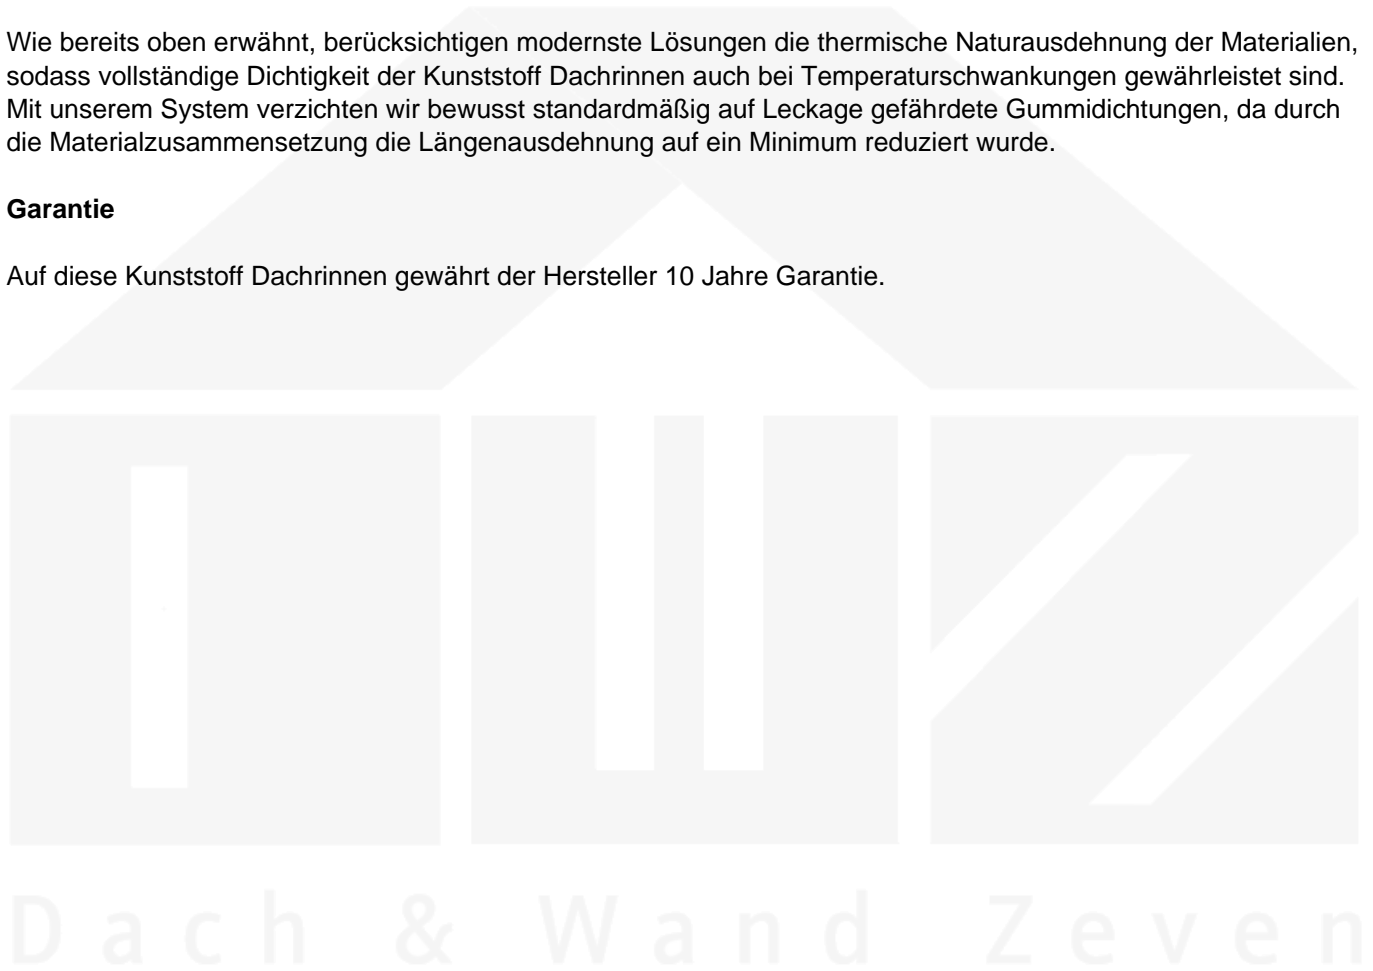 Wie bereits oben erwähnt, berücksichtigen modernste Lösungen die thermische Naturausdehnung der Materialien,
sodass vollständige Dichtigkeit der Kunststoff Dachrinnen auch bei Temperaturschwankungen gewährleistet sind.
Mit unserem System verzichten wir bewusst standardmäßig auf Leckage gefährdete Gummidichtungen, da durch
die Materialzusammensetzung die Längenausdehnung auf ein Minimum reduziert wurde.
Garantie
Auf diese Kunststoff Dachrinnen gewährt der Hersteller 10 Jahre Garantie.
Dach & Wand Zeven